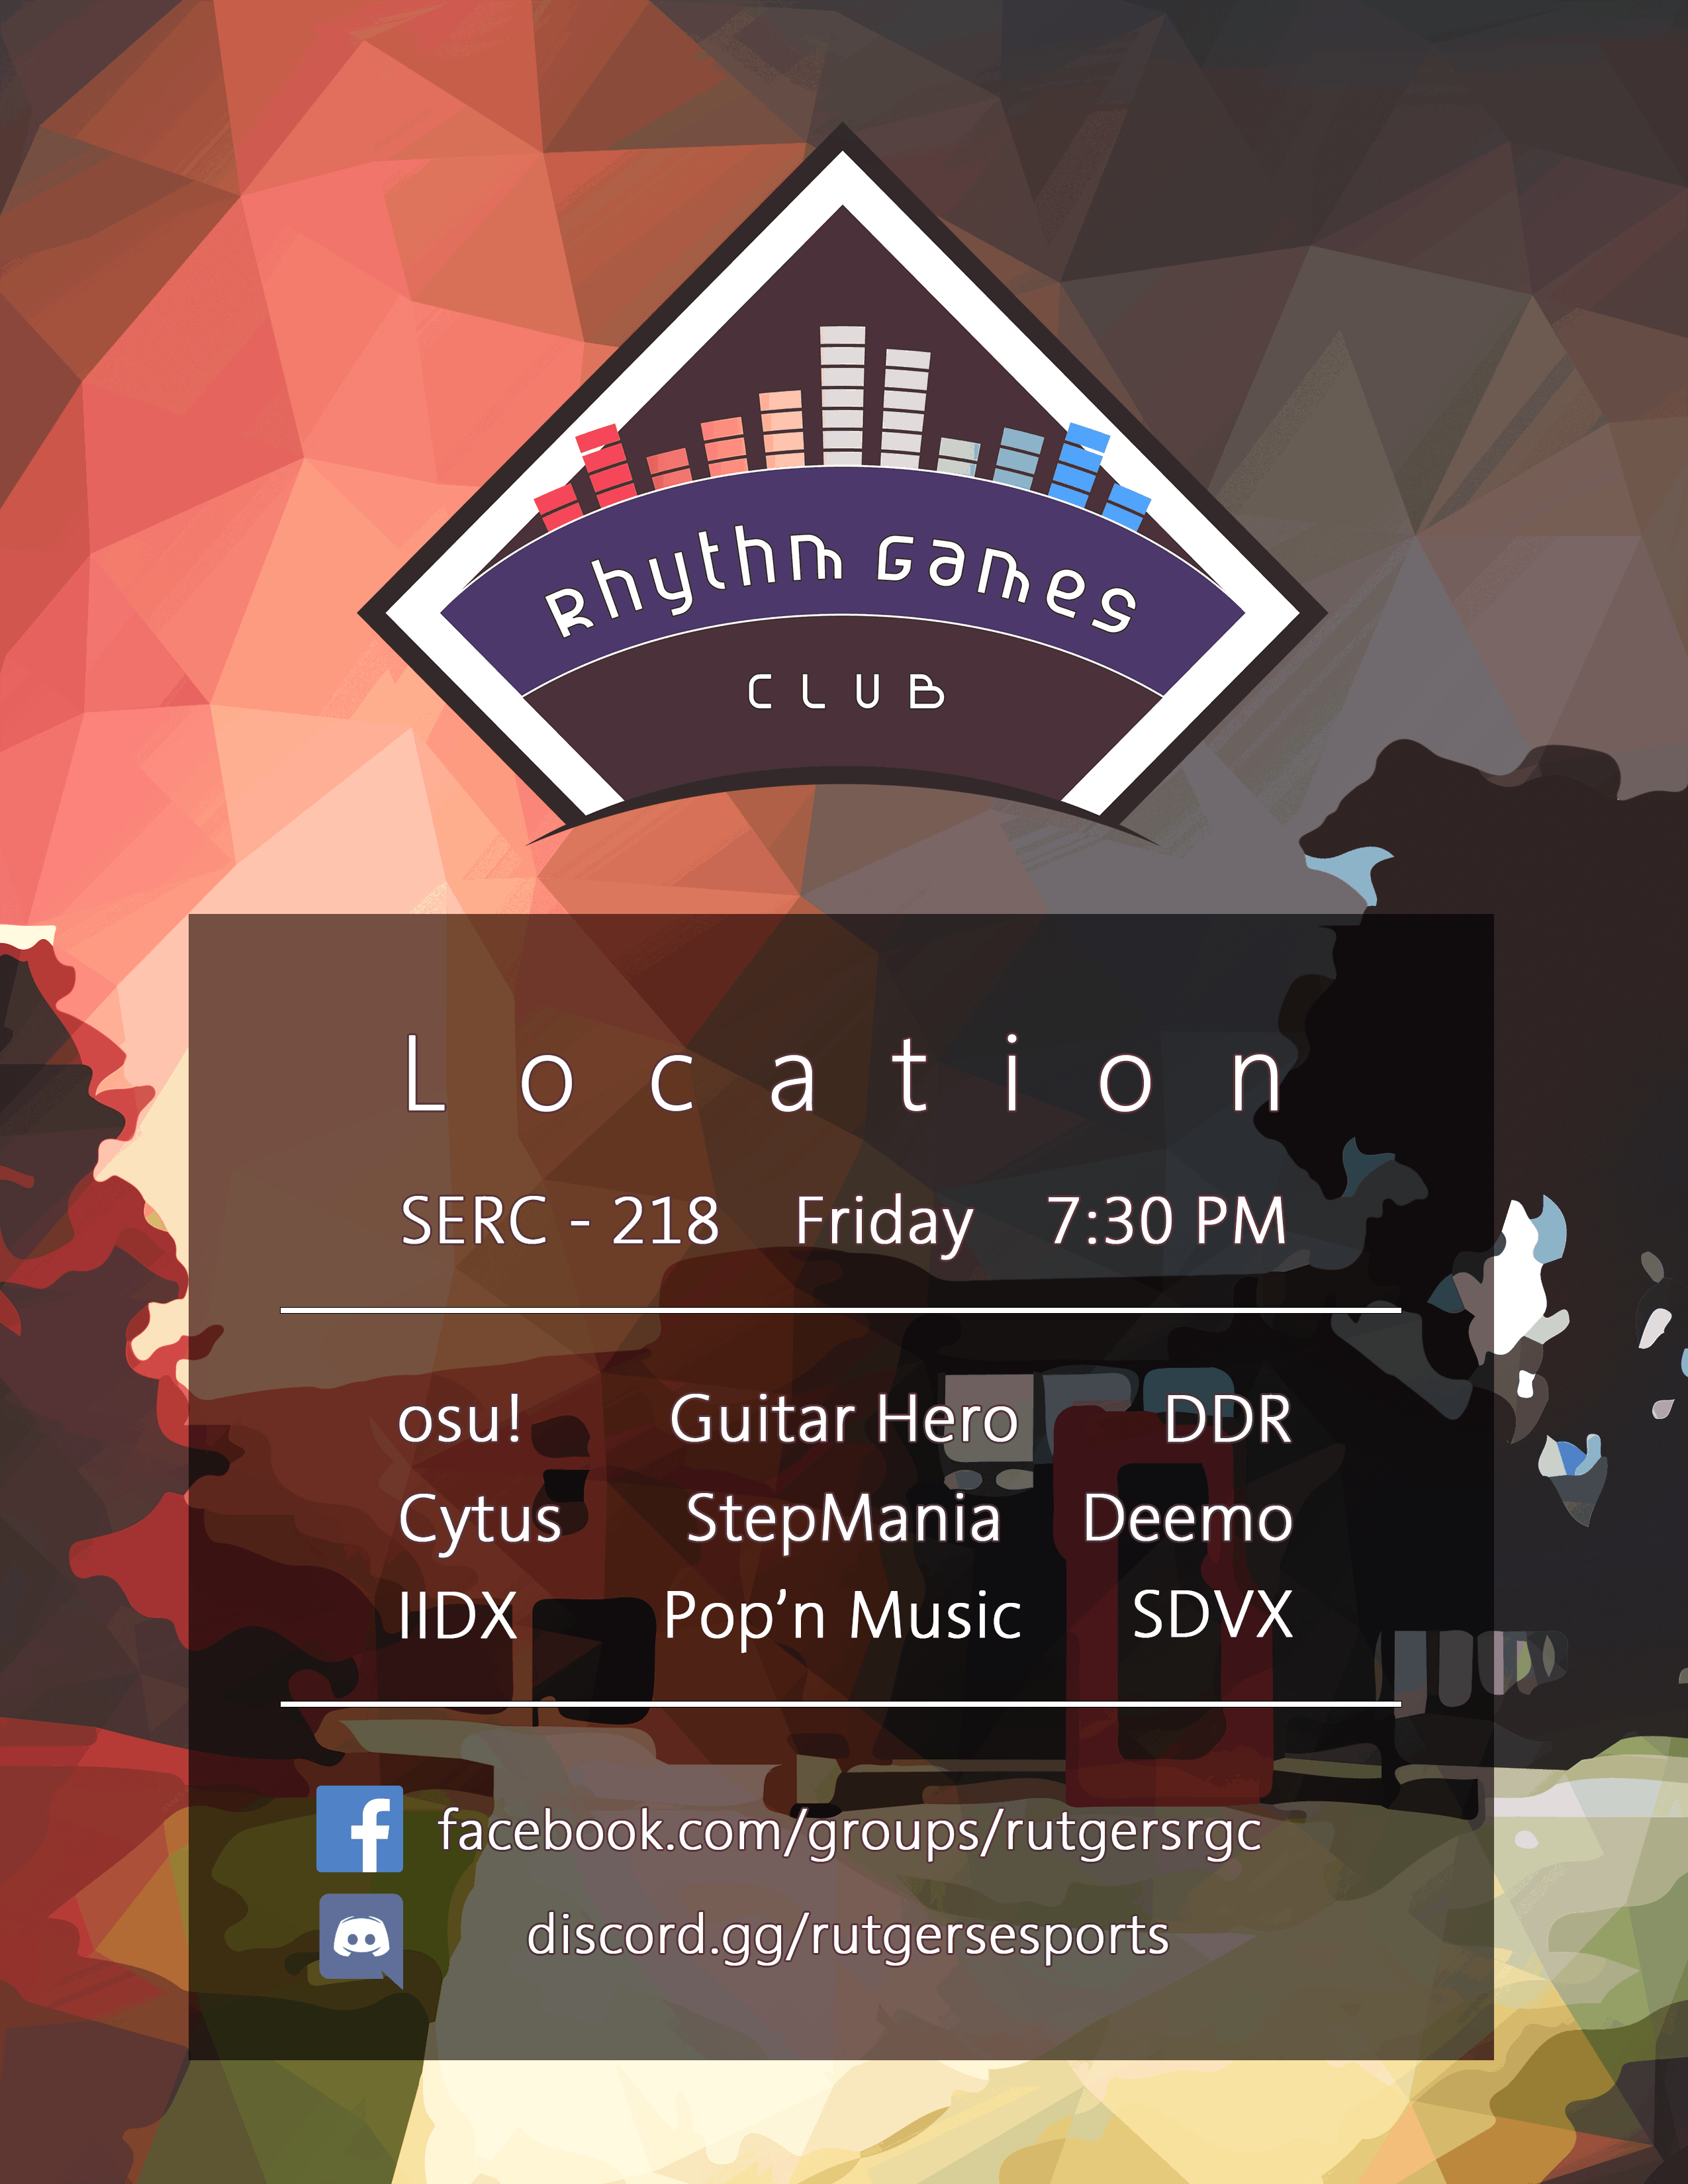 Rhythm Games
CLUB
Location
SERC - 218 Friday 7:30 PM
osu! Guitar Hero DDR
Cytus StepMania Deemo
IIDX Pop’n Music SDVX
facebook.com/groups/rutgersrgc
discord.gg/rutgersesports